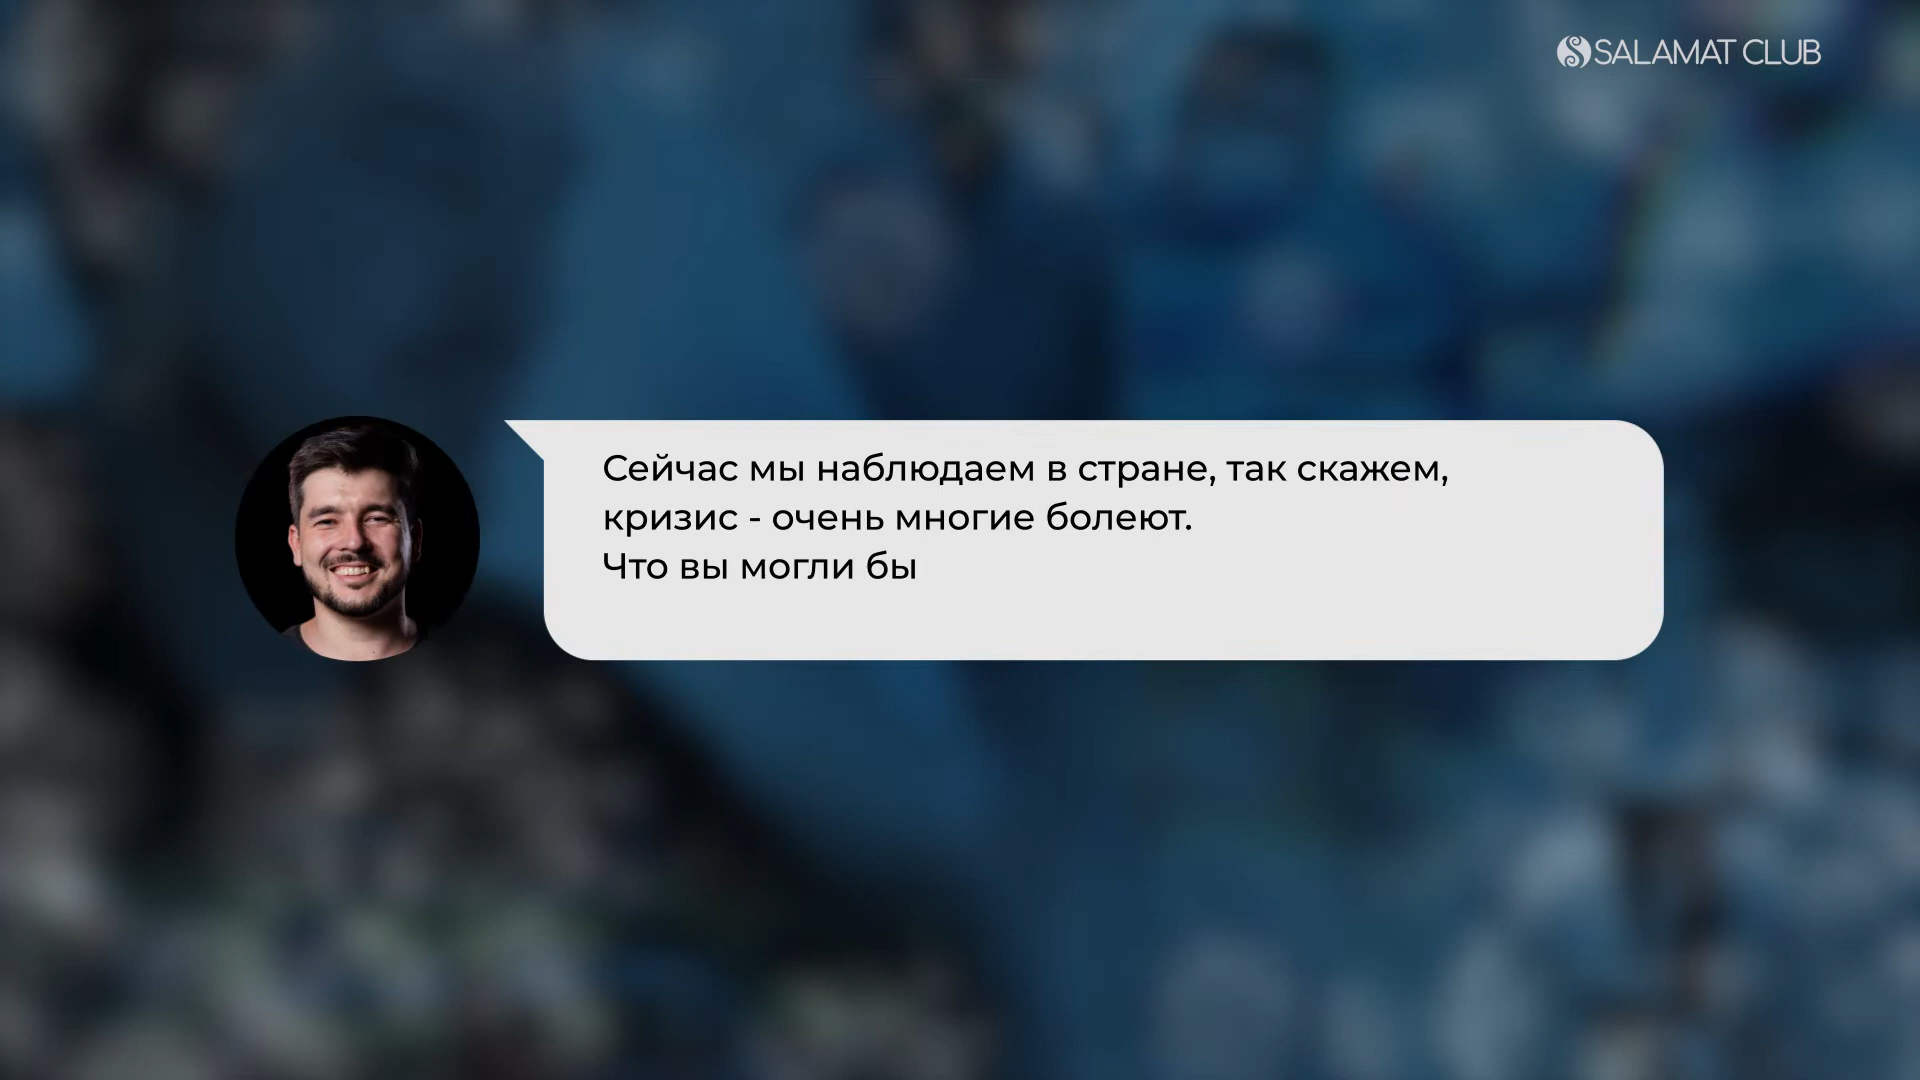 SALAMAT CLUB
Сейчас мы наблюдаем в стране, так скажем,
кризис - очень многие болеют.
Что вы могли бы